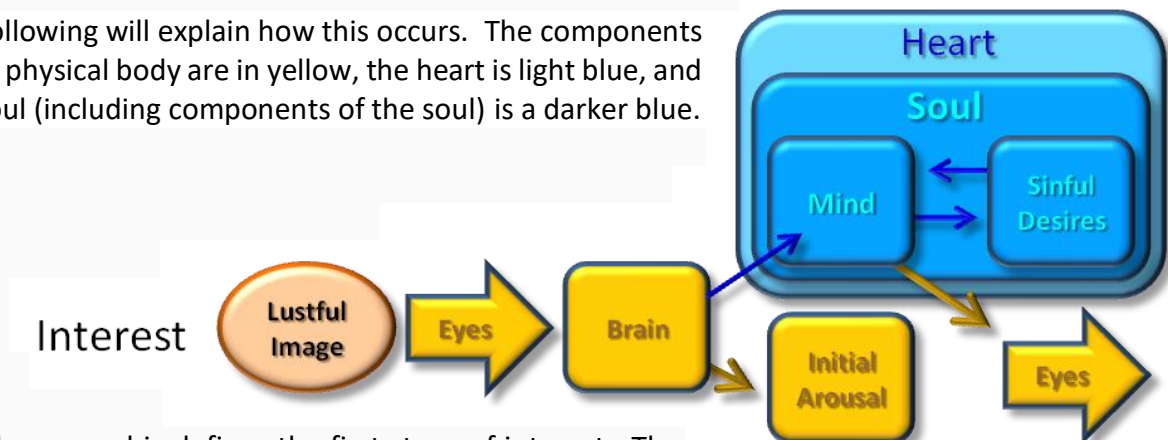 ollowing will explain how this occurs. The components
physical body are in yellow, the heart is light blue, and
oul (including components of the soul) is a darker blue.
Heart
Soul
Mind
Sinful
Desires
Interest
Lustful
Image
Eyes
Brain
Initial
Arousal
Eyes